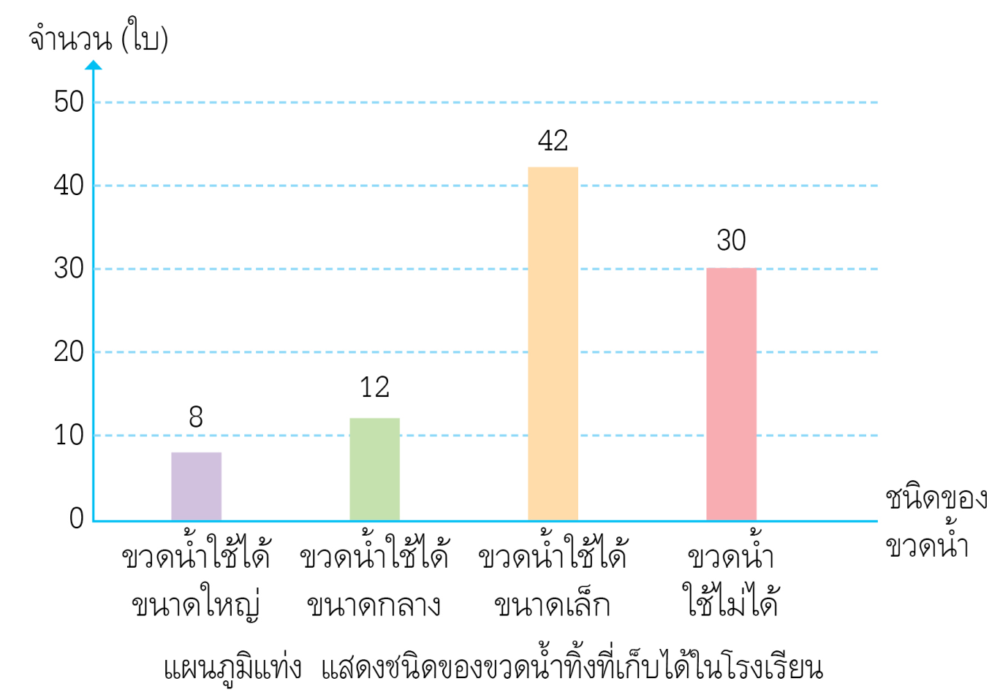 จำนวน (ใบ)
50
40
30
20
10
0
8
12
42
30
ขวดน้ำใช้ได้
ขนาดใหญ่
ขวดน้ำใช้ได้
ขนาดกลาง
ขวดน้ำใช้ได้
ขนาดเล็ก
ขวดน้ำ
ใช้ไม่ได้
ชนิดของ
ขวดน้ำ
แผนภูมิแท่ง แสดงชนิดของขวดน้ำทิ้งที่เก็บได้ในโรงเรียน